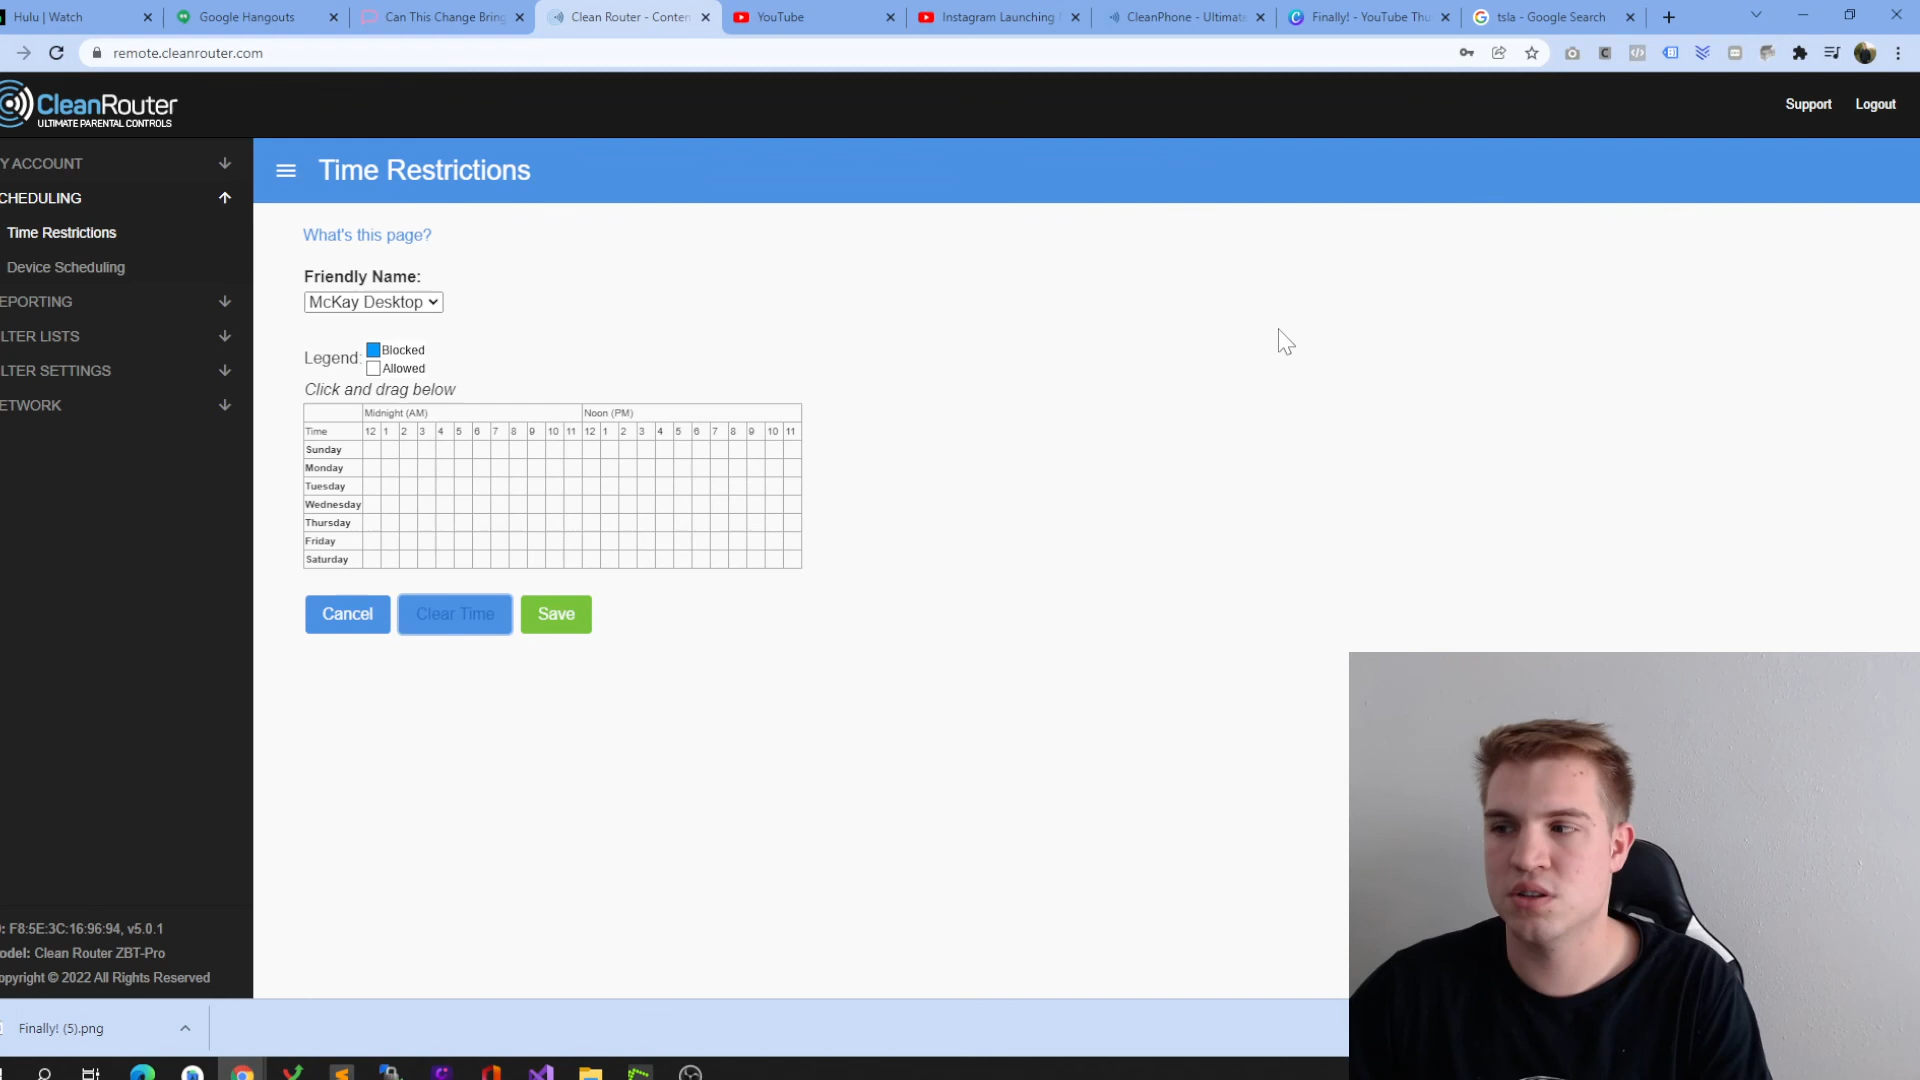 Hulu | Watch
Google Hangouts
Can This Change Bring
Clean Router - Conten
YouTube
Instagram Launching
CleanPhone - Ultimate
Finally! - YouTube Thu
tsla - Google Search
remote.cleanrouter.com
CleanRouter
ULTIMATE PARENTAL CONTROLS
Support
Logout
Y ACCOUNT
CHEDULING
Time Restrictions
Device Scheduling
EPORTING
LTER LISTS
LTER SETTINGS
ETWORK
Time Restrictions
What's this page?
Friendly Name:
McKay Desktop
Legend:
Blocked
Allowed
Click and drag below
Midnight (AM) Noon (PM)
Time 12 1 2 3 4 5 6 7 8 9 10 11 12 1 2 3 4 5 6 7 8 9 10 11
Sunday
Monday
Tuesday
Wednesday
Thursday
Friday
Saturday
Cancel
Clear Time
Save
: F8:5E:3C:16:96:94, v5.0.1
odel: Clean Router ZBT-Pro
opyright © 2022 All Rights Reserved
Finally! (5).png